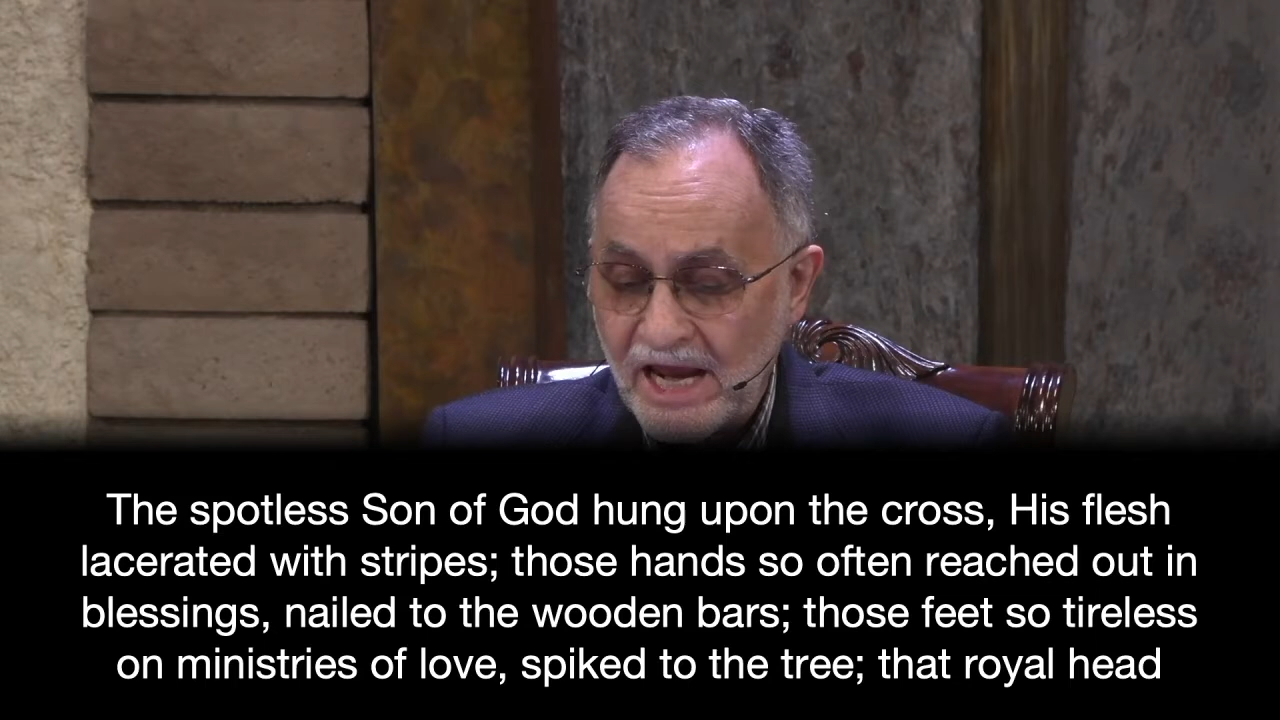 The spotless Son of God hung upon the cross, His flesh
lacerated with stripes; those hands so often reached out in
blessings, nailed to the wooden bars; those feet so tireless
on ministries of love, spiked to the tree; that royal head